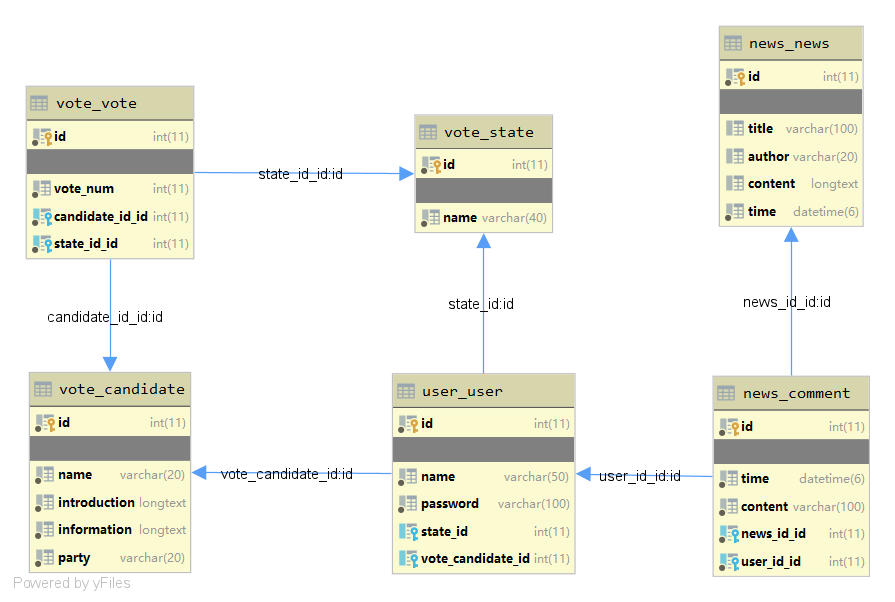 vote_vote
id int(11)
vote_num int(11)
candidate_id_id int(11)
state_id_id int(11)
state_id_id:id
vote_state
id int(11)
name varchar(40)
news_news
id int(11)
title varchar(100)
author varchar(20)
content longtext
time datetime(6)
candidate_id_id:id
state_id:id
news_id_id:id
vote_candidate
id int(11)
name varchar(20)
introduction longtext
information longtext
party varchar(20)
vote_candidate_id:id
user_user
id int(11)
name varchar(50)
password varchar(100)
state_id int(11)
vote_candidate_id int(11)
user_id_id:id
news_comment
id int(11)
time datetime(6)
content varchar(100)
news_id_id int(11)
user_id_id int(11)
Powered by yFiles